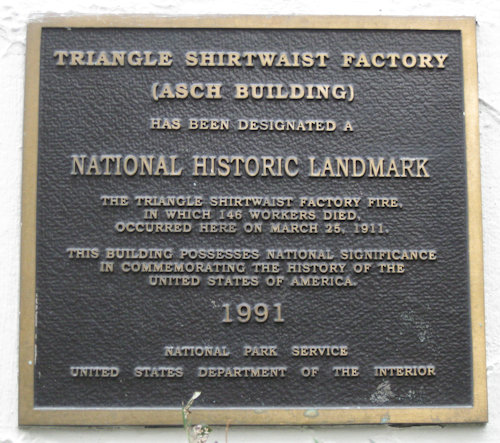 TRIANGLE SHIRTWAIST FACTORY
(ASCH BUILDING)
HAS BEEN DESIGNATED A
NATIONAL HISTORIC LANDMARK
THE TRIANGLE SHIRTWAIST FACTORY FIRE,
IN WHICH 146 WORKERS DIED,
OCCURRED HERE ON MARCH 25, 1911.
THIS BUILDING POSSESSES NATIONAL SIGNIFICANCE
IN COMMEMORATING THE HISTORY OF THE
UNITED STATES OF AMERICA.
1991
NATIONAL PARK SERVICE
UNITED STATES DEPARTMENT OF THE INTERIOR